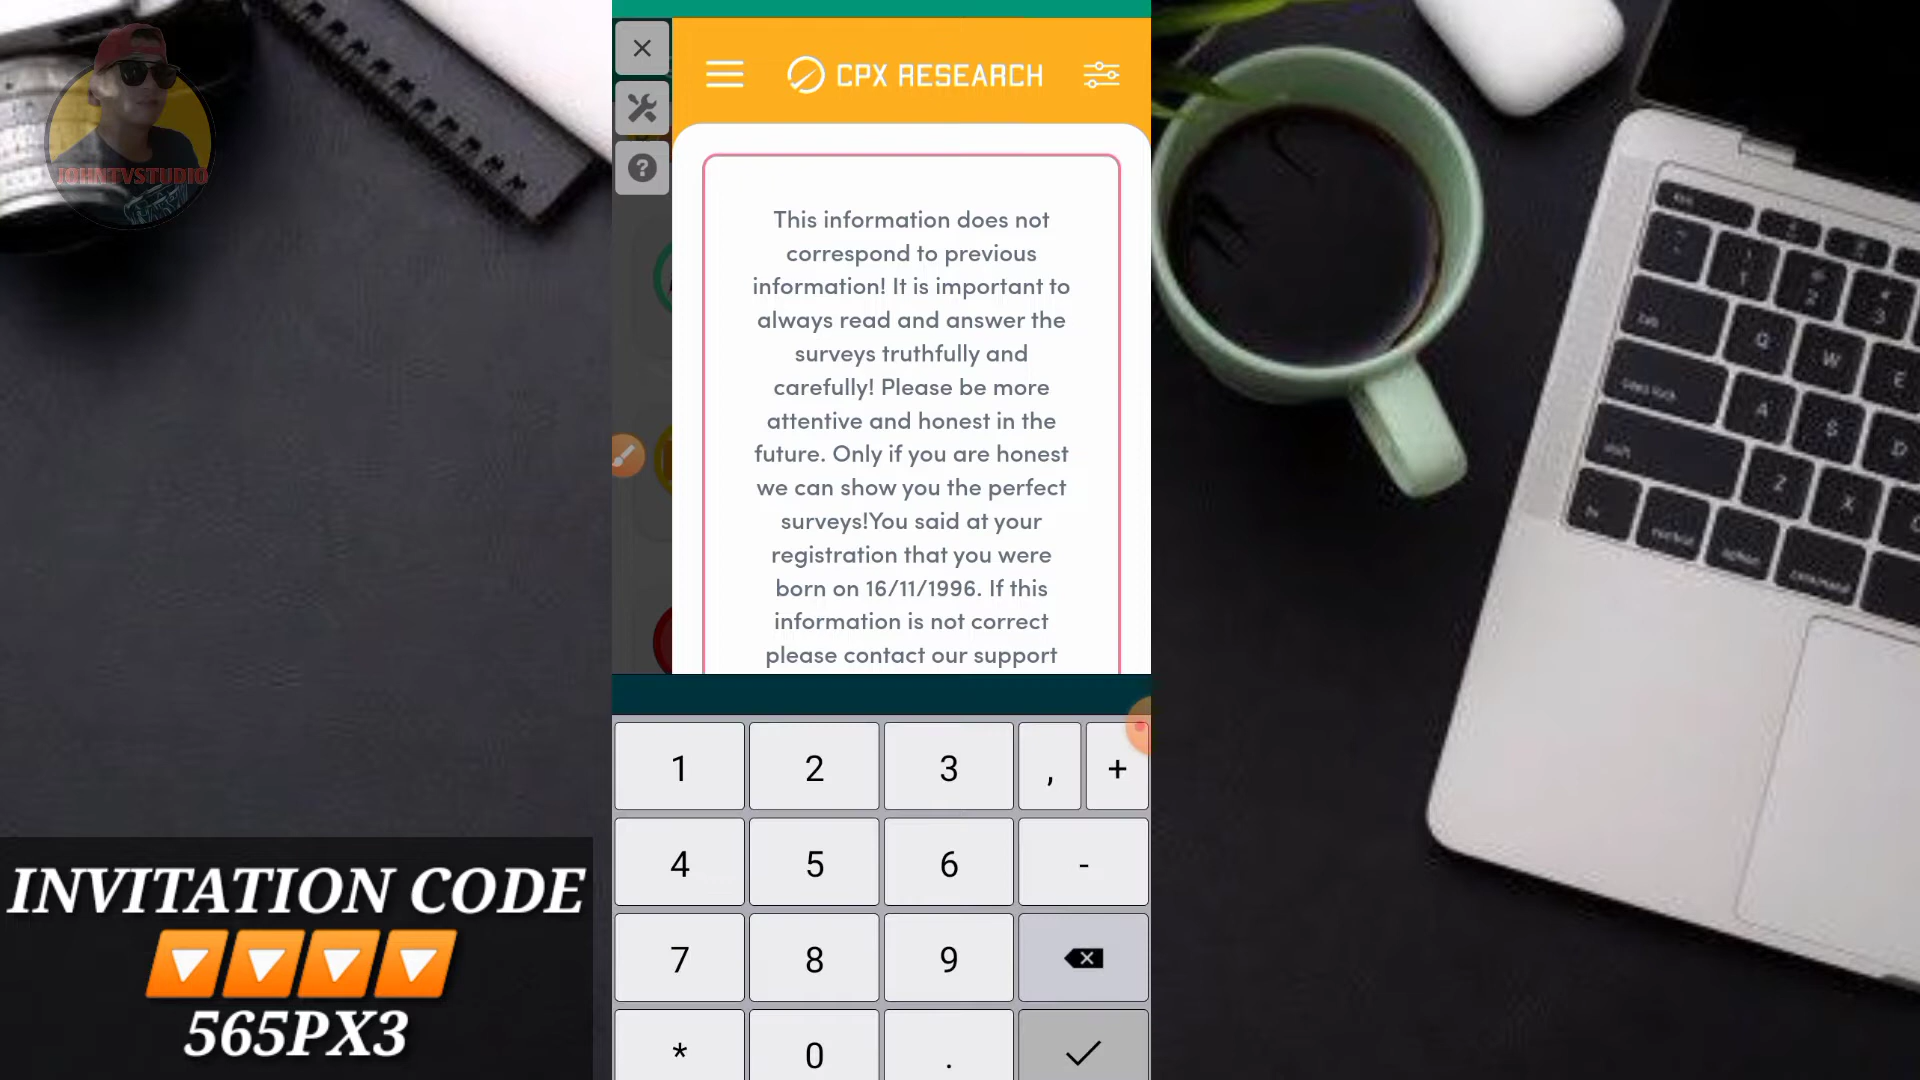 JOHNTVSTUDIO
CPX RESEARCH
This information does not
correspond to previous
information! It is important to
always read and answer the
surveys truthfully and
carefully! Please be more
attentive and honest in the
future. Only if you are honest
we can show you the perfect
surveys!You said at your
registration that you were
born on 16/11/1996. If this
information is not correct
please contact our support
1 2 3 , +
4 5 6 -
7 8 9
* 0 .
INVITATION CODE
565PX3
Q W E
A S D
Z X